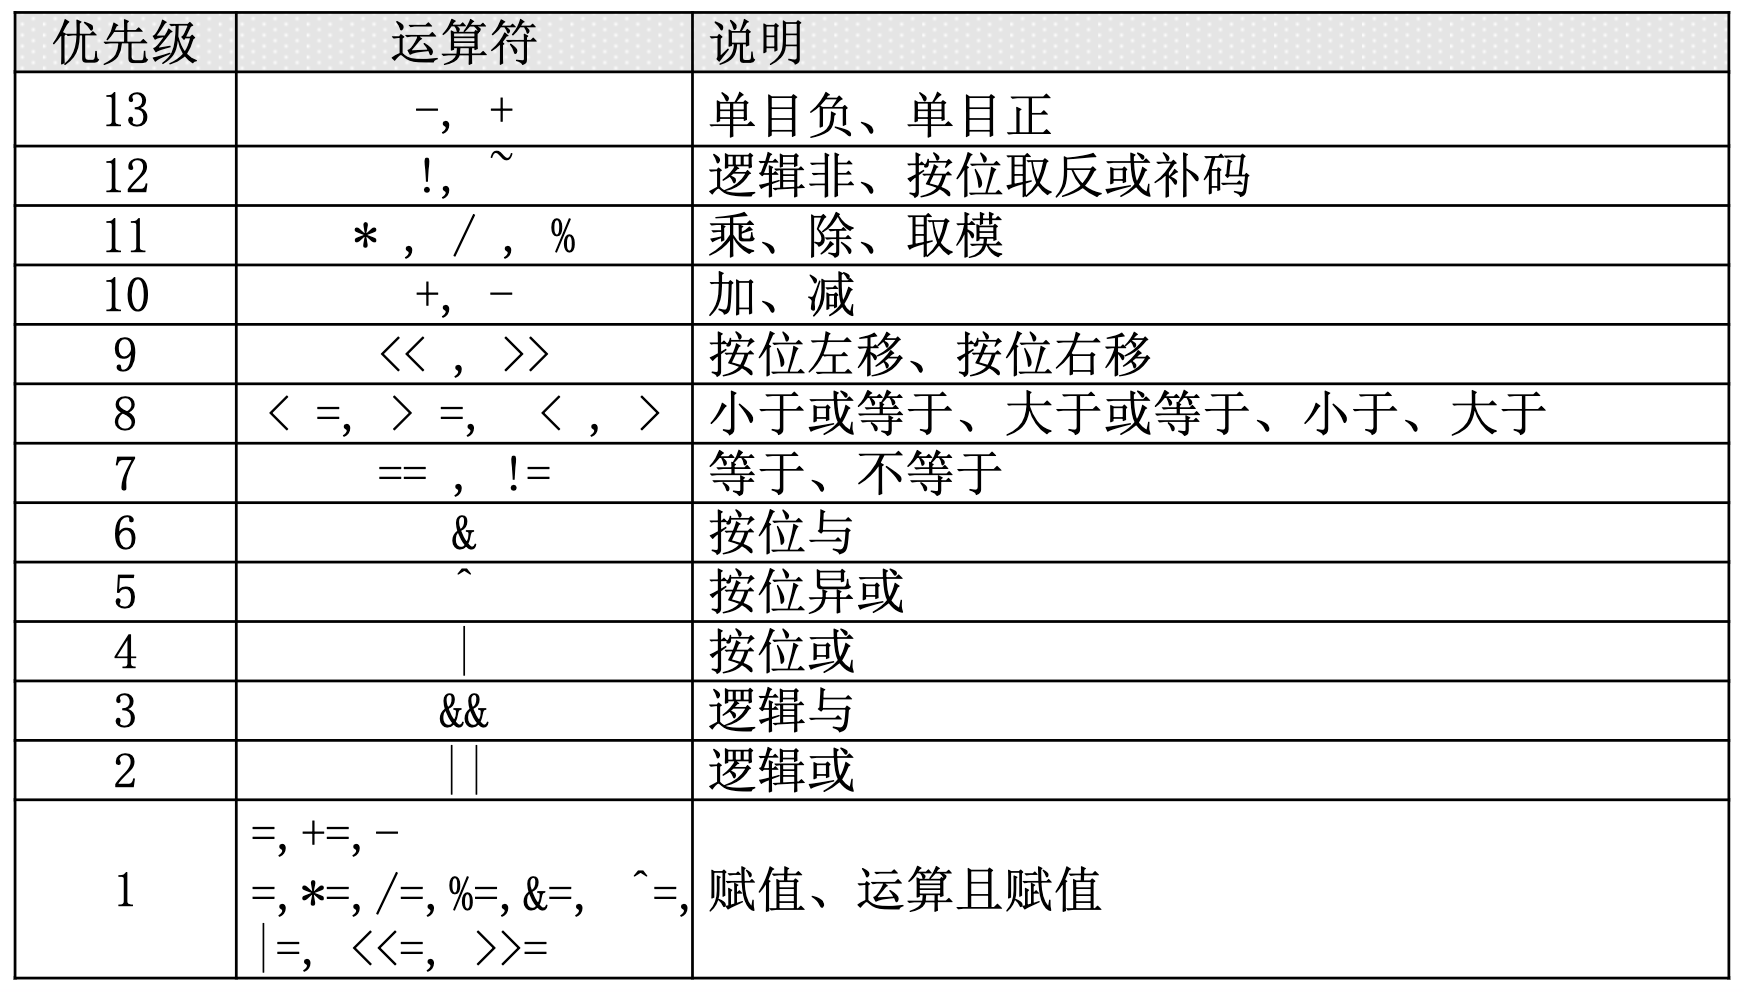 优先级 运算符 说明
13 -, + 单目负、单目正
12 !, ~ 逻辑非、按位取反或补码
11 * , / , % 乘、除、取模
10 +, - 加、减
9 << , >> 按位左移、按位右移
8 < =, > =, < , > 小于或等于、大于或等于、小于、大于
7 == , != 等于、不等于
6 & 按位与
5 ^ 按位异或
4 | 按位或
3 && 逻辑与
2 || 逻辑或
=,+=,-
1 =,*=,/=,%=,&=, ^=, 赋值、运算且赋值
|=, <<=, >>=